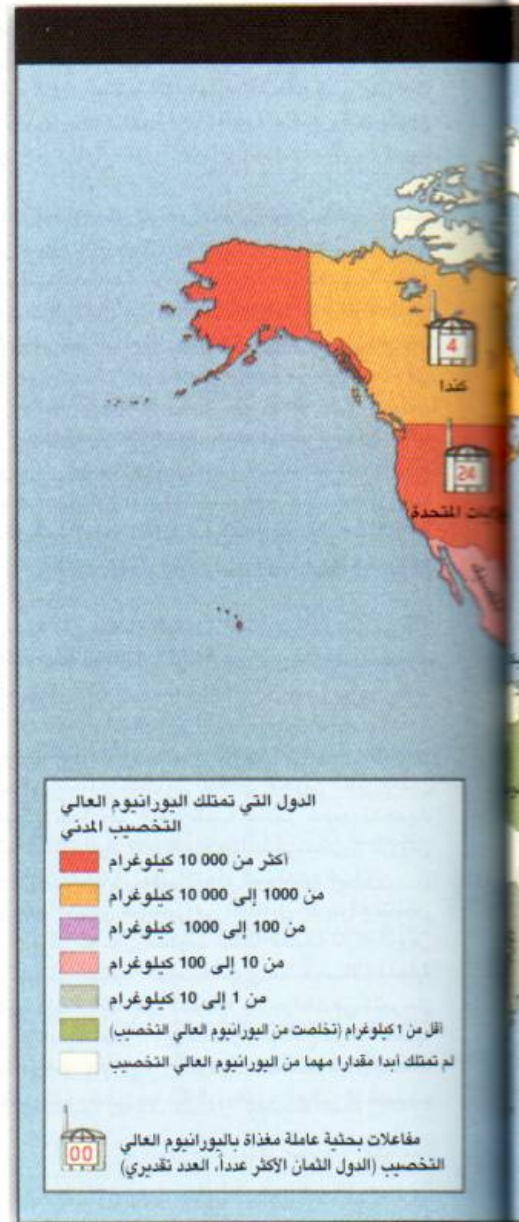 4
كندا
24
المتحدة
الدول التي تمتلك اليورانيوم العالي
التخصيب المدني
أكثر من 000 10 كيلوغرام
من 1000 إلى 000 10 كيلوغرام
من 100 إلى 1000 كيلوغرام
من 10 إلى 100 كيلوغرام
من 1 إلى 10 كيلوغرام
أقل من 1 كيلوغرام (تخلصت من اليورانيوم العالي التخصيب)
لم تمتلك أبدا مقدارا مهما من اليورانيوم العالي التخصيب
00
مفاعلات بحثية عاملة مغذاة باليورانيوم العالي
التخصيب (الدول الثمان الأكثر عدداً، العدد تقديري)